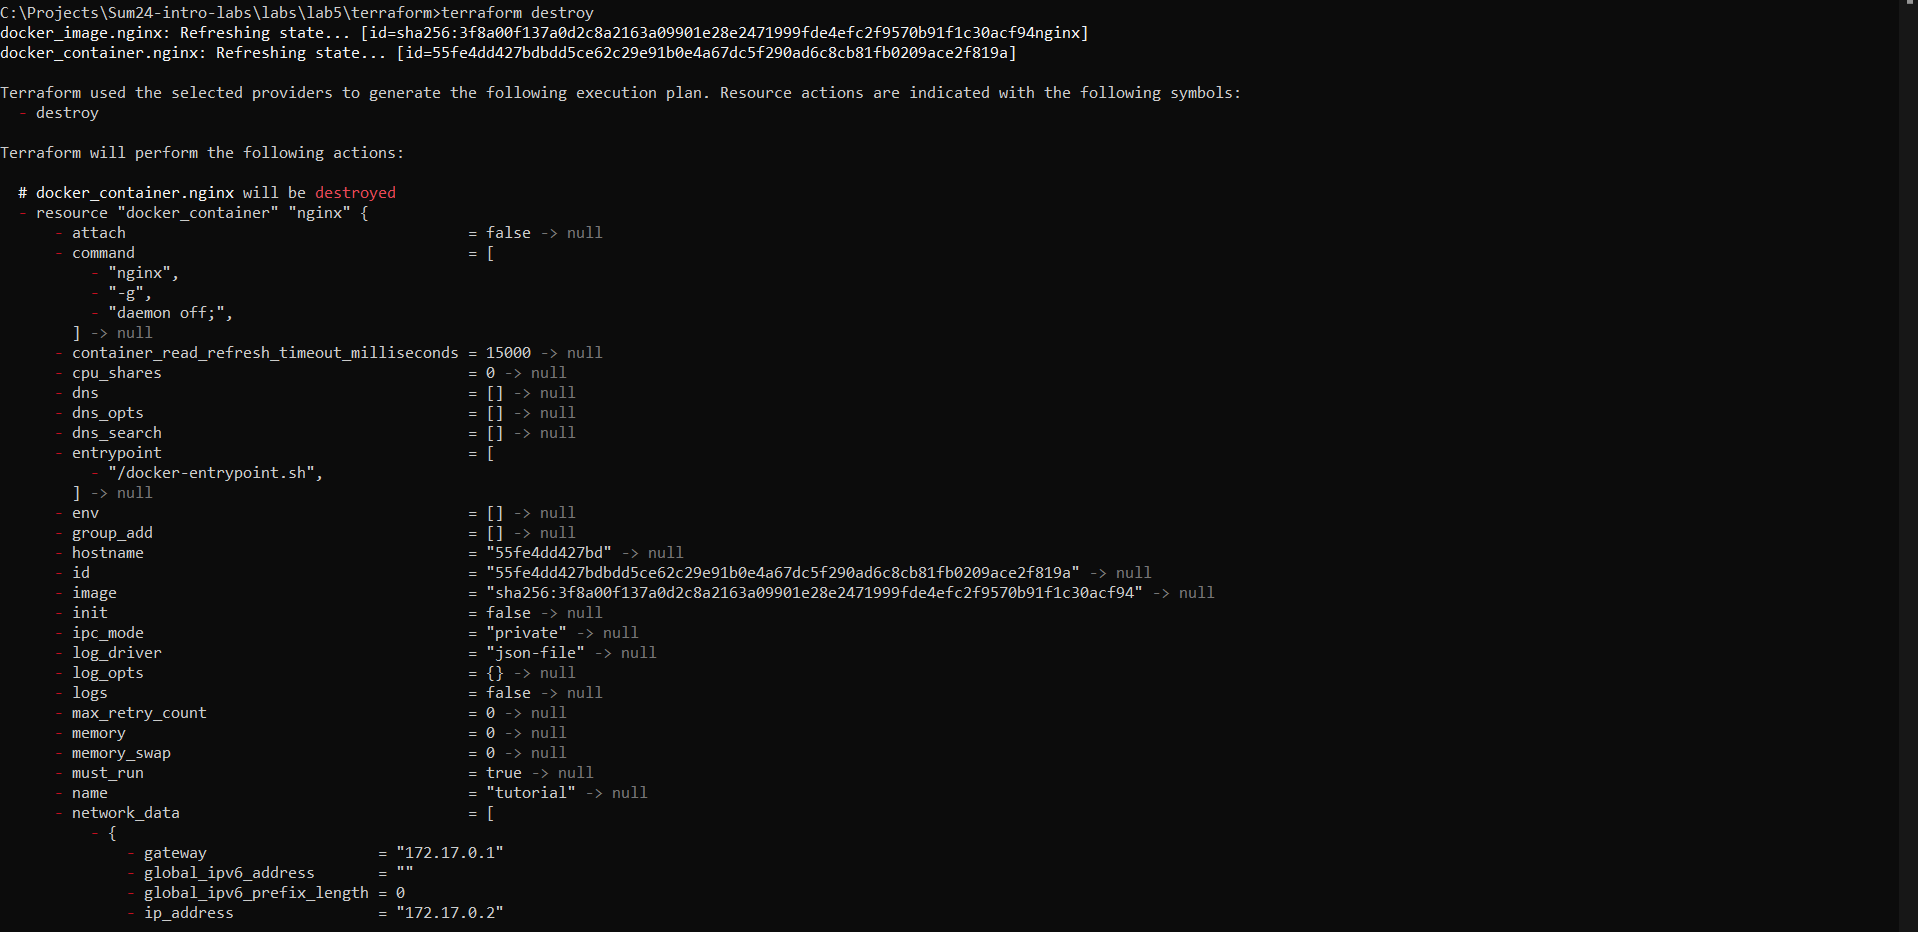 C:\Projects\Sum24-intro-labs\labs\lab5\terraform>terraform destroy
docker_image.nginx: Refreshing state... [id=sha256:3f8a00f137a0d2c8a2163a09901e28e2471999fde4efc2f9570b91f1c30acf94nginx]
docker_container.nginx: Refreshing state... [id=55fe4dd427bdbdd5ce62c29e91b0e4a67dc5f290ad6c8cb81fb0209ace2f819a]
Terraform used the selected providers to generate the following execution plan. Resource actions are indicated with the following symbols:
  - destroy
Terraform will perform the following actions:
  # docker_container.nginx will be destroyed
  - resource "docker_container" "nginx" {
      - attach                                      = false -> null
      - command                                     = [
          - "nginx",
          - "-g",
          - "daemon off;",
        ] -> null
      - container_read_refresh_timeout_milliseconds = 15000 -> null
      - cpu_shares                                  = 0 -> null
      - dns                                         = [] -> null
      - dns_opts                                    = [] -> null
      - dns_search                                  = [] -> null
      - entrypoint                                  = [
          - "/docker-entrypoint.sh",
        ] -> null
      - env                                         = [] -> null
      - group_add                                   = [] -> null
      - hostname                                    = "55fe4dd427bd" -> null
      - id                                          = "55fe4dd427bdbdd5ce62c29e91b0e4a67dc5f290ad6c8cb81fb0209ace2f819a" -> null
      - image                                       = "sha256:3f8a00f137a0d2c8a2163a09901e28e2471999fde4efc2f9570b91f1c30acf94" -> null
      - init                                        = false -> null
      - ipc_mode                                    = "private" -> null
      - log_driver                                  = "json-file" -> null
      - log_opts                                    = {} -> null
      - logs                                        = false -> null
      - max_retry_count                             = 0 -> null
      - memory                                      = 0 -> null
      - memory_swap                                 = 0 -> null
      - must_run                                    = true -> null
      - name                                        = "tutorial" -> null
      - network_data                                = [
          - {
              - gateway                   = "172.17.0.1"
              - global_ipv6_address       = ""
              - global_ipv6_prefix_length = 0
              - ip_address                = "172.17.0.2"